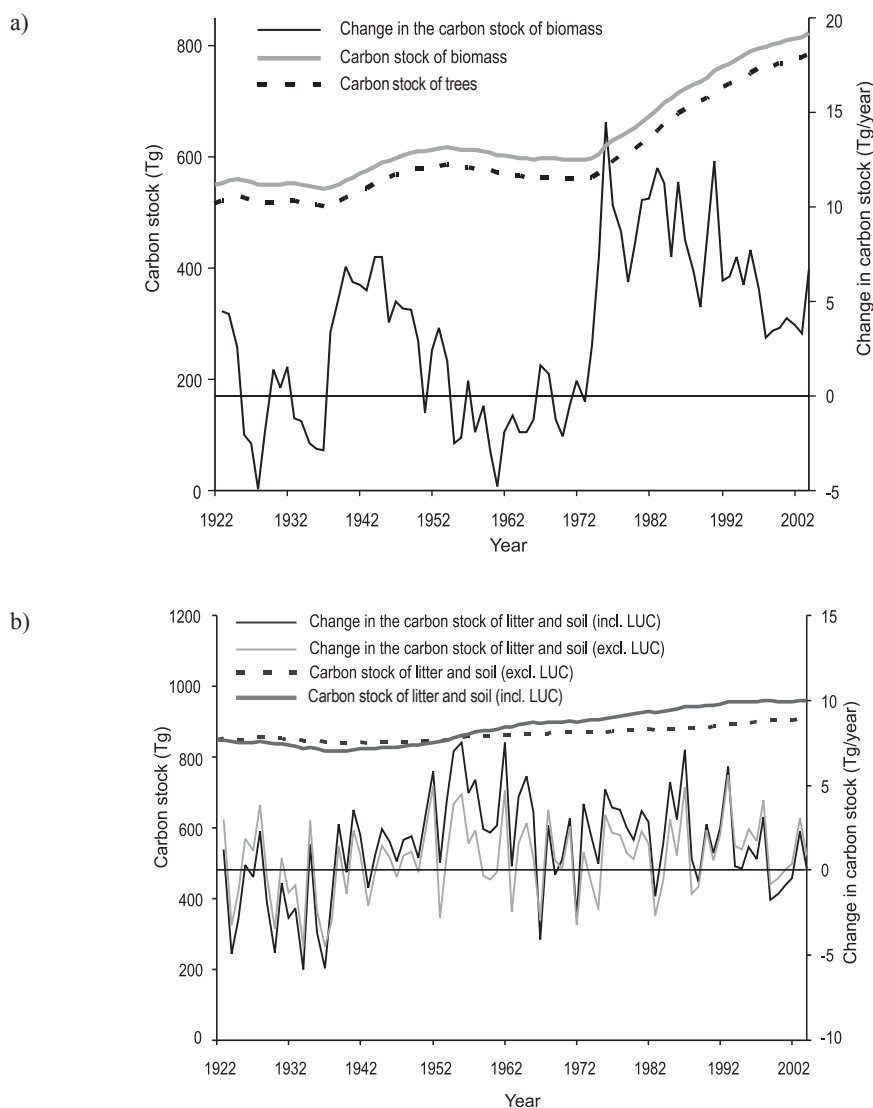 a)
Change in the carbon stock of biomass
Carbon stock of biomass
Carbon stock of trees
Carbon stock (Tg)
800
600
400
200
0
Change in carbon stock (Tg/year)
20
15
10
5
0
-5
1922 1932 1942 1952 1962 1972 1982 1992 2002
Year
b)
Change in the carbon stock of litter and soil (incl. LUC)
Change in the carbon stock of litter and soil (excl. LUC)
Carbon stock of litter and soil (excl. LUC)
Carbon stock of litter and soil (incl. LUC)
Carbon stock (Tg)
1200
1000
800
600
400
200
0
Change in carbon stock (Tg/year)
15
10
5
0
-5
-10
1922 1932 1942 1952 1962 1972 1982 1992 2002
Year